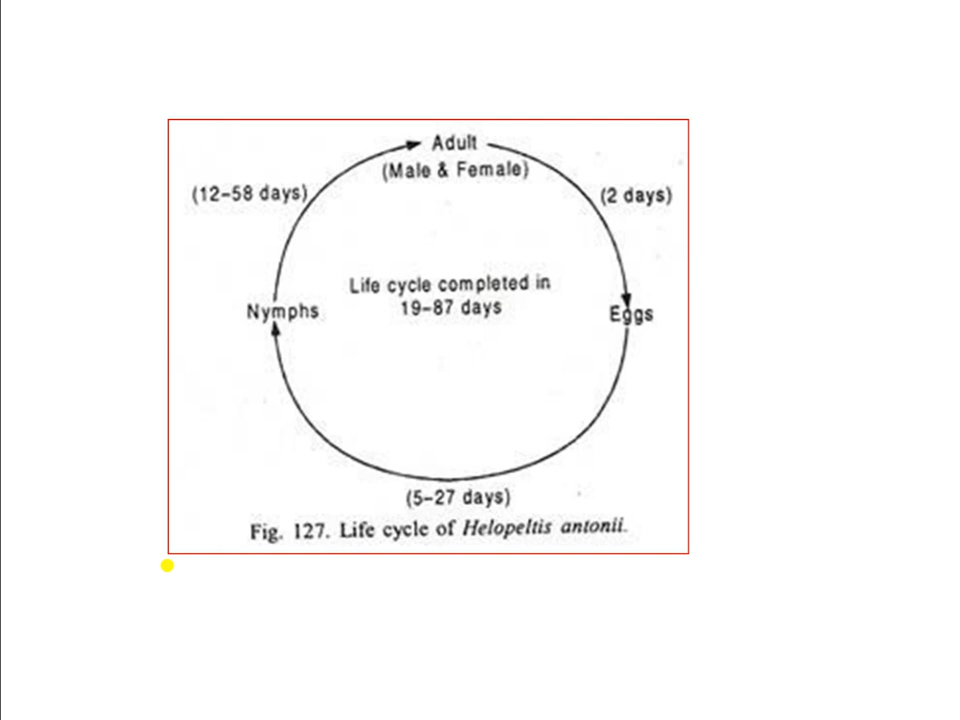 Adult
(Male & Female)
(12–58 days)
(2 days)
Life cycle completed in
19–87 days
Nymphs
Eggs
(5–27 days)
Fig. 127. Life cycle of Helopeltis antonii.